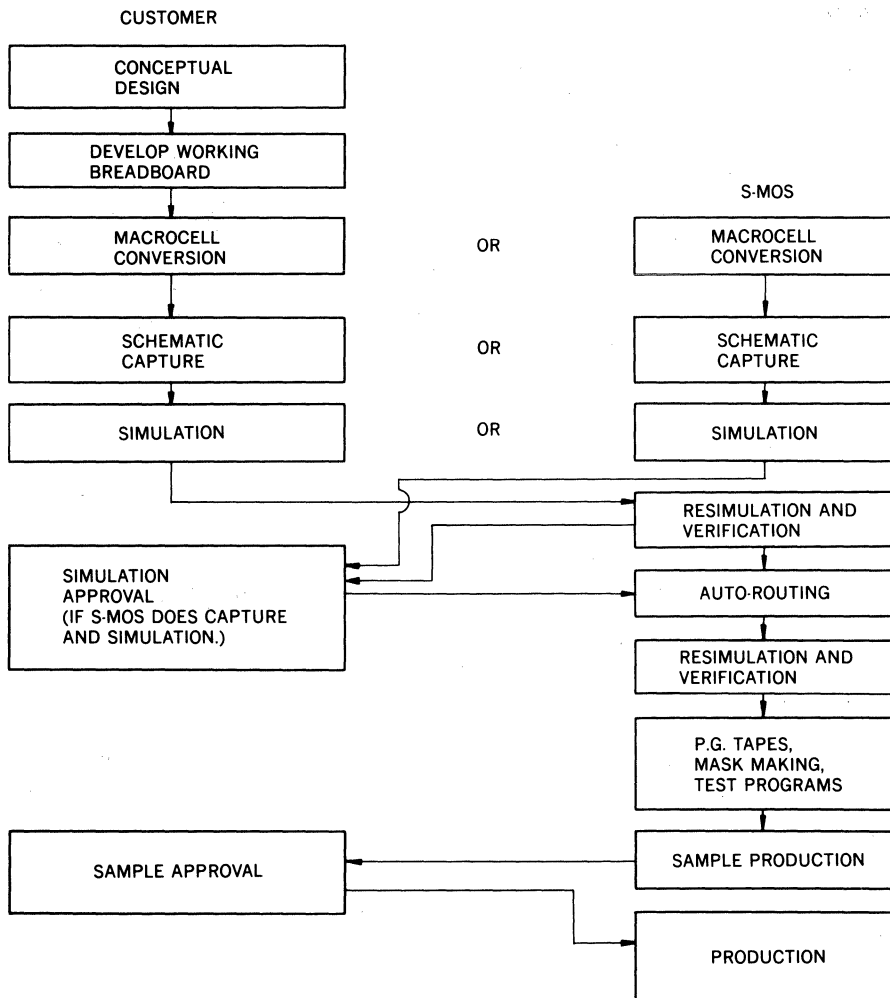 CUSTOMER
CONCEPTUAL
DESIGN
DEVELOP WORKING
BREADBOARD
S-MOS
MACROCELL
CONVERSION
OR
MACROCELL
CONVERSION
SCHEMATIC
CAPTURE
OR
SCHEMATIC
CAPTURE
SIMULATION
OR
SIMULATION
RESIMULATION AND
VERIFICATION
SIMULATION
APPROVAL
(IF S-MOS DOES CAPTURE
AND SIMULATION.)
AUTO-ROUTING
RESIMULATION AND
VERIFICATION
P.G. TAPES,
MASK MAKING,
TEST PROGRAMS
SAMPLE APPROVAL
SAMPLE PRODUCTION
PRODUCTION